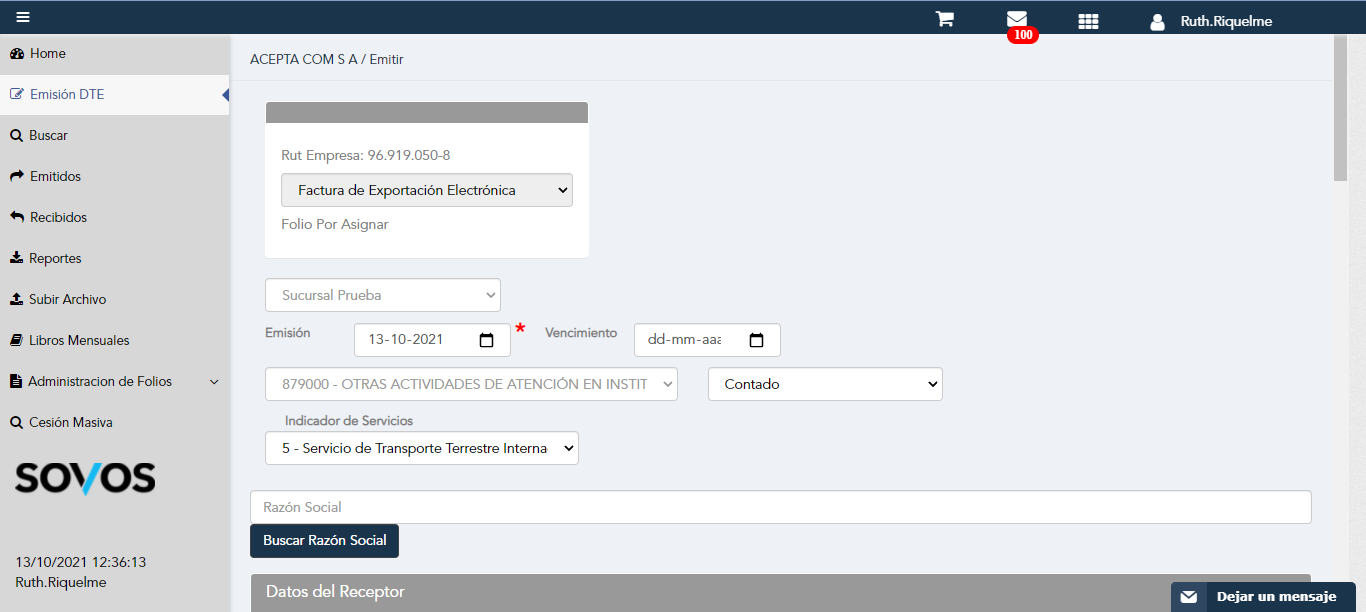 Ruth.Riquelme
100
Home
Emisión DTE
Buscar
Emitidos
Recibidos
Reportes
Subir Archivo
Libros Mensuales
Administracion de Folios
Cesión Masiva
SOVOS
13/10/2021 12:36:13
Ruth.Riquelme
ACEPTA COM S A / Emitir
Rut Empresa: 96.919.050-8
Factura de Exportación Electrónica
Folio Por Asignar
Sucursal Prueba
Emisión 13-10-2021 * Vencimiento dd-mm-aaa
879000 - OTRAS ACTIVIDADES DE ATENCIÓN EN INSTIT Contado
Indicador de Servicios
5 - Servicio de Transporte Terrestre Interna
Razón Social
Buscar Razón Social
Datos del Receptor
Dejar un mensaje